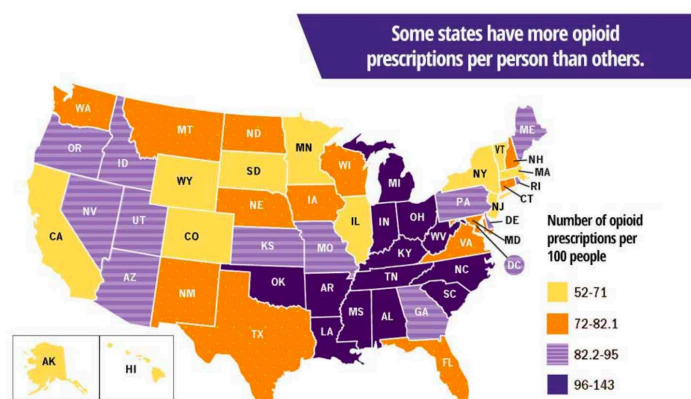 Some states have more opioid
prescriptions per person than others.
WA
MT
ND
MN
WI
MI
ME
VT
NH
NY
MA
RI
CT
OR
ID
WY
SD
IA
NE
IL
IN
OH
PA
NJ
DE
MD
DC
NV
UT
CO
KS
MO
KY
WV
VA
CA
AZ
NM
OK
AR
TN
NC
SC
TX
LA
MS
AL
GA
FL
AK
HI
Number of opioid
prescriptions per
100 people
52-71
72-82.1
82.2-95
96-143